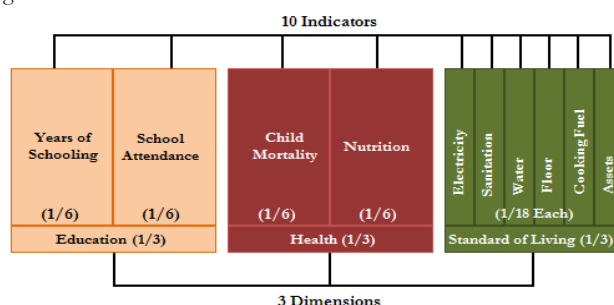 10 Indicators
Years of
Schooling
(1/6)
School
Attendance
(1/6)
Education (1/3)
Child
Mortality
(1/6)
Nutrition
(1/6)
Health (1/3)
Electricity
Sanitation
Water
Floor
Cooking Fuel
Assets
(1/18 Each)
Standard of Living (1/3)
3 Dimensions